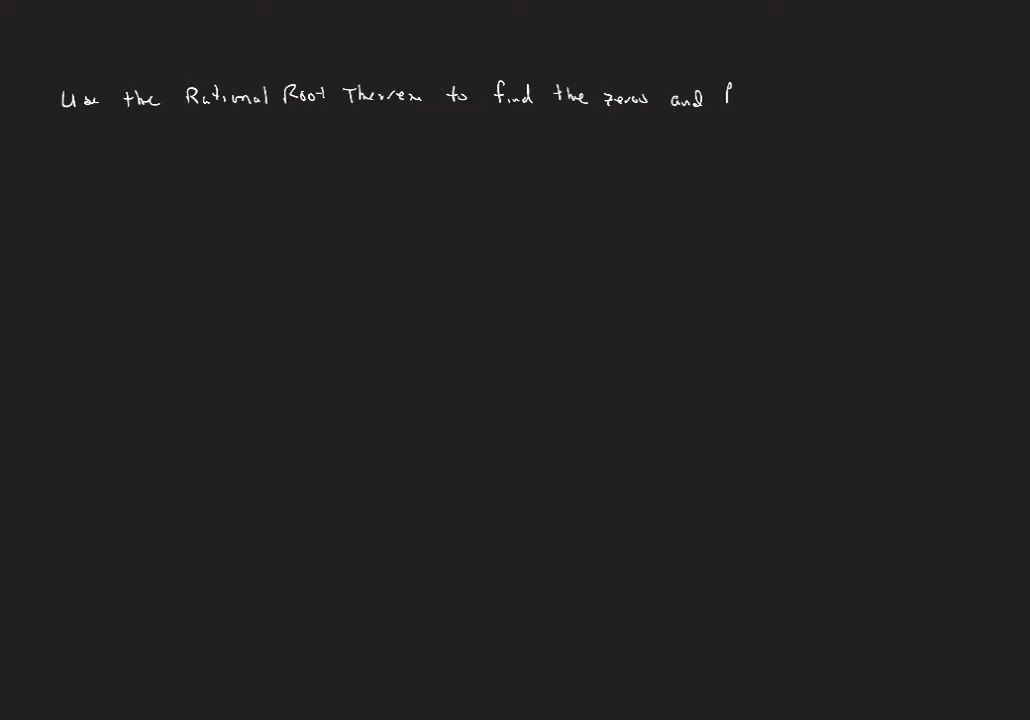 Use the Rational Root Theorem to find the zeros and